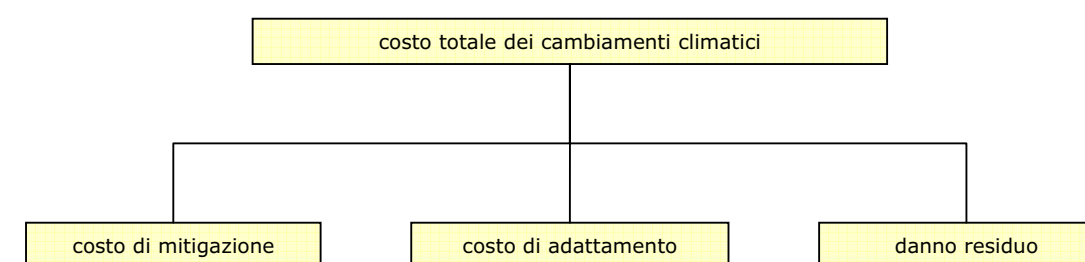 costo totale dei cambiamenti climatici
costo di mitigazione
costo di adattamento
danno residuo